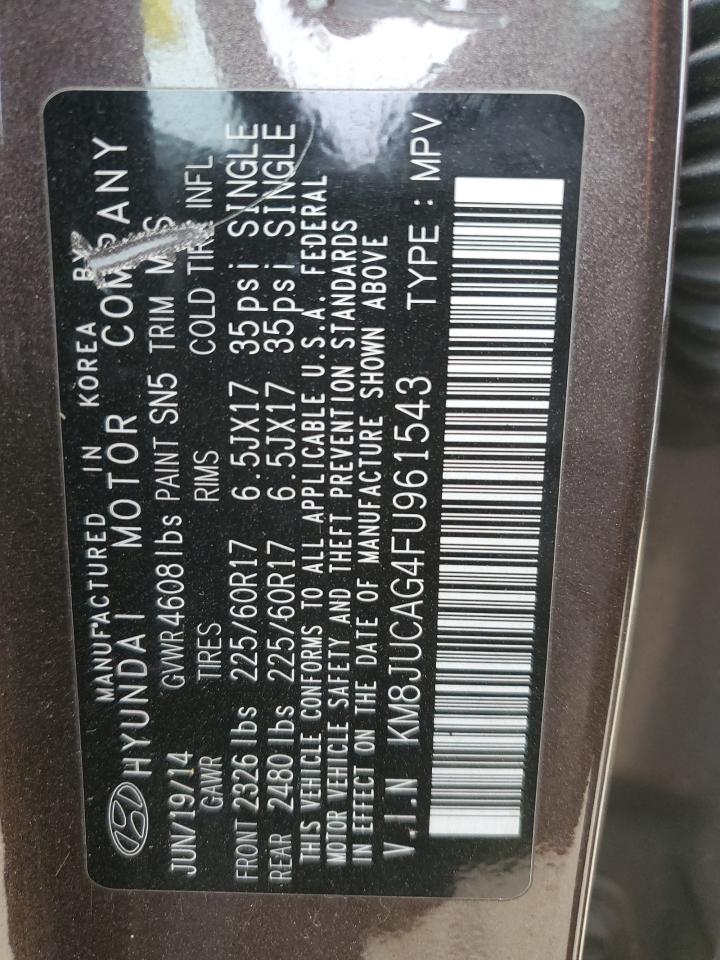 MANUFACTURED IN KOREA BY
HYUNDAI MOTOR COMPANY
JUN/19/14 GVWR4608lbs PAINT SN5 TRIM
GAWR TIRES RIMS COLD TIRE INFL
FRONT 2326 lbs 225/60R17 6.5JX17 35psi SINGLE
REAR 2480 lbs 225/60R17 6.5JX17 35psi SINGLE
THIS VEHICLE CONFORMS TO ALL APPLICABLE U.S.A. FEDERAL
MOTOR VEHICLE SAFETY AND THEFT PREVENTION STANDARDS
IN EFFECT ON THE DATE OF MANUFACTURE SHOWN ABOVE
V.I.N KM8JUCAG4FU961543 TYPE : MPV